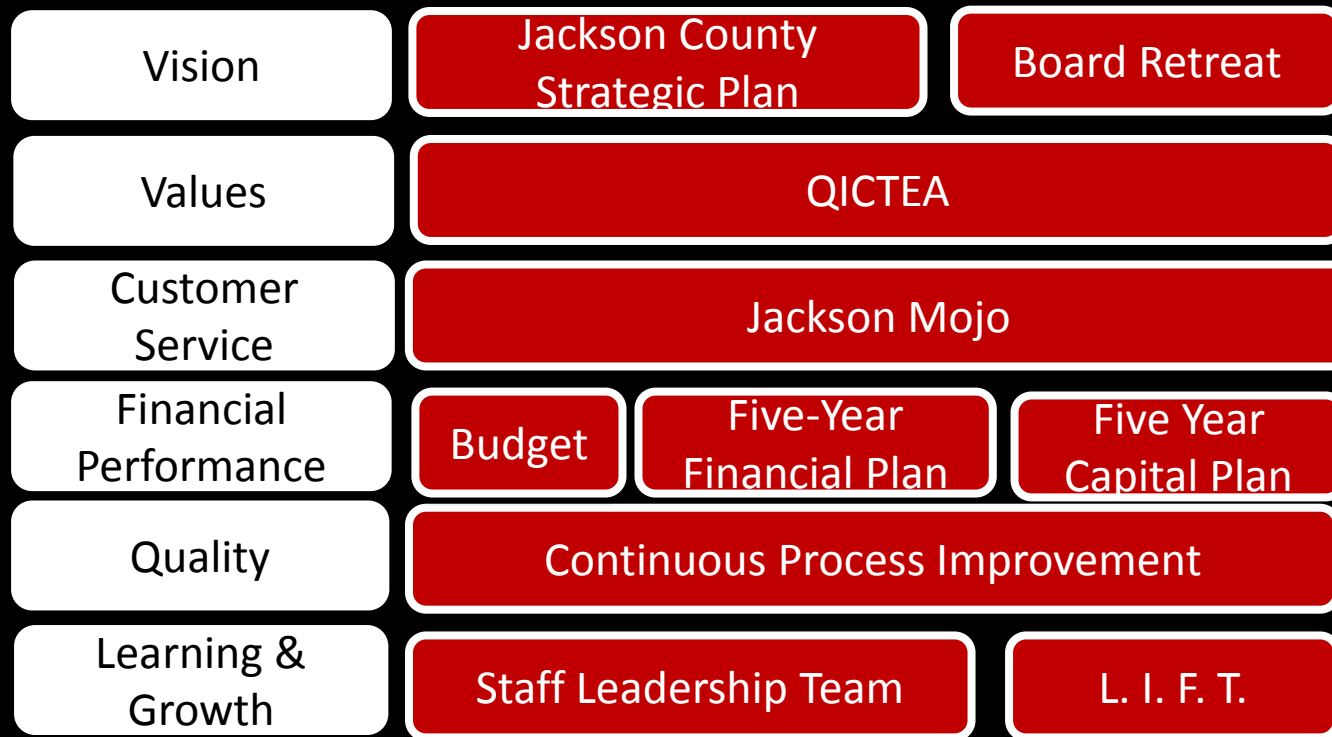 Vision
Jackson County
Strategic Plan
Board Retreat
Values
QICTEA
Customer
Service
Jackson Mojo
Financial
Performance
Budget
Five-Year
Financial Plan
Five Year
Capital Plan
Quality
Continuous Process Improvement
Learning &
Growth
Staff Leadership Team
L. I. F. T.